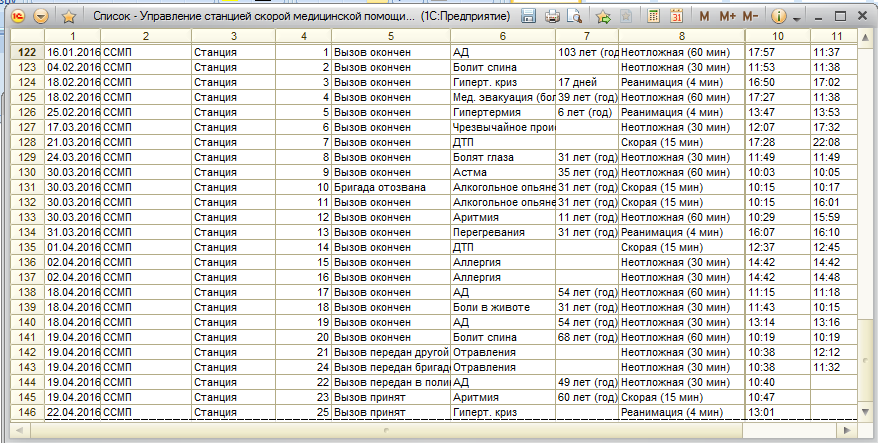 Список - Управление станцией скорой медицинской помощи... (1С:Предприятие) M M+ M-
1 2 3 4 5 6 7 8 10 11
122 16.01.2016 ССМП Станция 1 Вызов окончен АД 103 лет (год Неотложная (60 мин) 17:57 11:37
123 04.02.2016 ССМП Станция 2 Вызов окончен Болит спина Неотложная (30 мин) 11:53 11:38
124 18.02.2016 ССМП Станция 3 Вызов окончен Гиперт. криз 17 дней Реанимация (4 мин) 16:50 17:02
125 18.02.2016 ССМП Станция 4 Вызов окончен Мед. эвакуация (бол 39 лет (год) Неотложная (60 мин) 17:27 11:38
126 25.02.2016 ССМП Станция 5 Вызов окончен Гипертермия 6 лет (год) Реанимация (4 мин) 13:47 13:53
127 17.03.2016 ССМП Станция 6 Вызов окончен Чрезвычайное прои Неотложная (30 мин) 12:07 17:32
128 21.03.2016 ССМП Станция 7 Вызов окончен ДТП Скорая (15 мин) 17:28 22:08
129 24.03.2016 ССМП Станция 8 Вызов окончен Болят глаза 31 лет (год) Неотложная (30 мин) 11:49 11:49
130 30.03.2016 ССМП Станция 9 Вызов окончен Астма 35 лет (год) Неотложная (60 мин) 10:03 10:05
131 30.03.2016 ССМП Станция 10 Бригада отозвана Алкогольное опьяне 31 лет (год) Скорая (15 мин) 10:15 10:17
132 30.03.2016 ССМП Станция 11 Вызов окончен Алкогольное опьяне 31 лет (год) Скорая (15 мин) 10:15 16:01
133 30.03.2016 ССМП Станция 12 Вызов окончен Аритмия 11 лет (год) Неотложная (60 мин) 10:29 15:59
134 31.03.2016 ССМП Станция 13 Вызов окончен Перегревания 31 лет (год) Реанимация (4 мин) 16:07 16:10
135 01.04.2016 ССМП Станция 14 Вызов окончен ДТП Скорая (15 мин) 12:37 12:45
136 02.04.2016 ССМП Станция 15 Вызов окончен Аллергия Неотложная (30 мин) 14:42 14:42
137 02.04.2016 ССМП Станция 16 Вызов окончен Аллергия Неотложная (30 мин) 14:42 14:48
138 18.04.2016 ССМП Станция 17 Вызов окончен АД 54 лет (год) Неотложная (60 мин) 11:15 11:18
139 18.04.2016 ССМП Станция 18 Вызов окончен Боли в животе 31 лет (год) Неотложная (30 мин) 11:43 10:15
140 18.04.2016 ССМП Станция 19 Вызов окончен АД 54 лет (год) Неотложная (30 мин) 13:14 13:16
141 19.04.2016 ССМП Станция 20 Вызов окончен Болит спина 68 лет (год) Неотложная (60 мин) 10:19 10:19
142 19.04.2016 ССМП Станция 21 Вызов передан другой Отравления Неотложная (30 мин) 10:38 12:12
143 19.04.2016 ССМП Станция 24 Вызов передан бригаде Отравления Неотложная (30 мин) 10:38 11:32
144 19.04.2016 ССМП Станция 22 Вызов передан в поли АД 49 лет (год) Неотложная (30 мин) 10:40
145 19.04.2016 ССМП Станция 23 Вызов принят Аритмия 60 лет (год) Скорая (15 мин) 10:47
146 22.04.2016 ССМП Станция 25 Вызов принят Гиперт. криз Реанимация (4 мин) 13:01